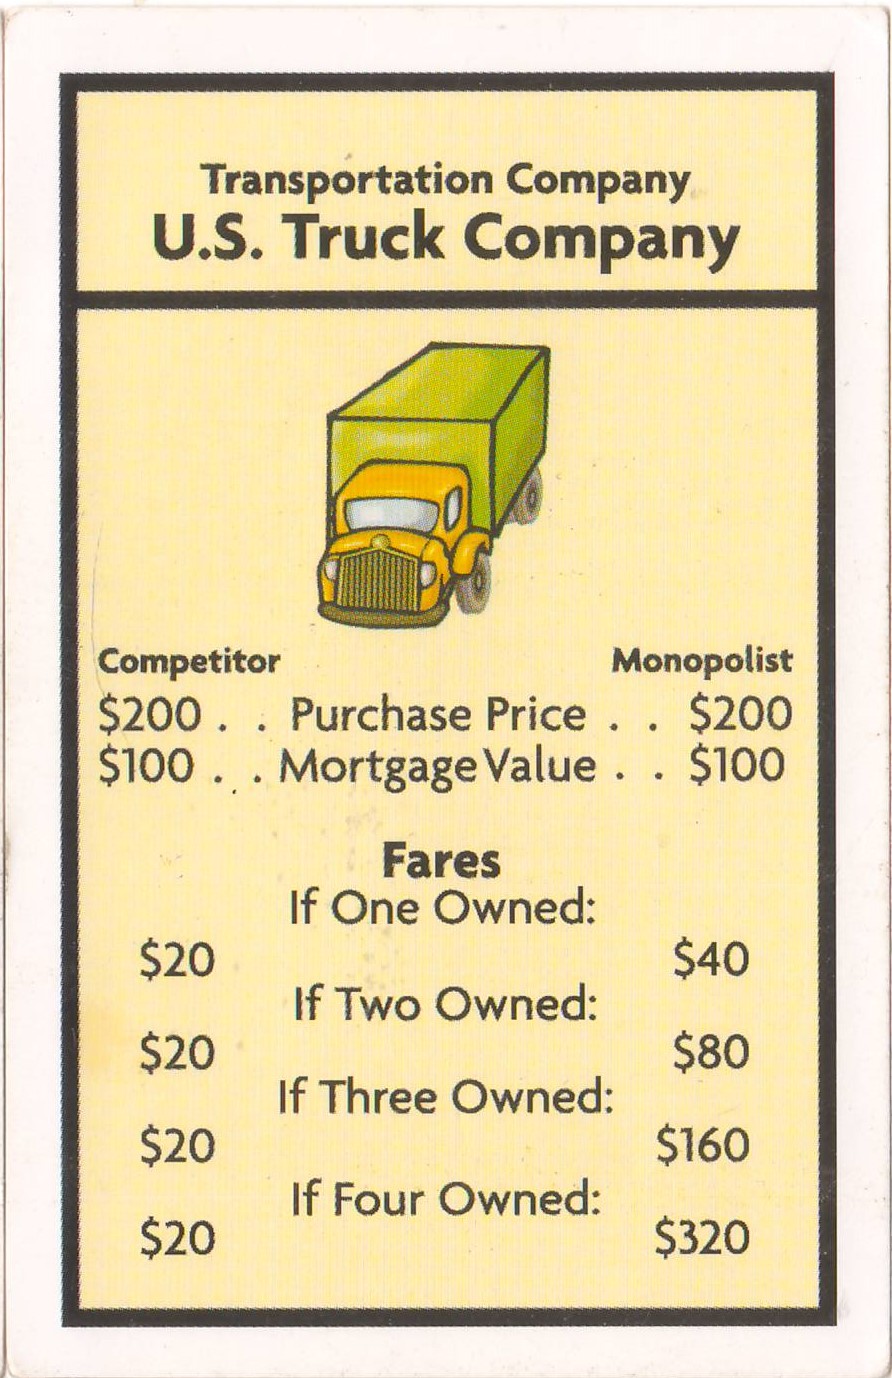 Transportation Company
U.S. Truck Company
Competitor Monopolist
$200 . . Purchase Price . . $200
$100 . . Mortgage Value . . $100
Fares
If One Owned:
$20 $40
If Two Owned:
$20 $80
If Three Owned:
$20 $160
If Four Owned:
$20 $320